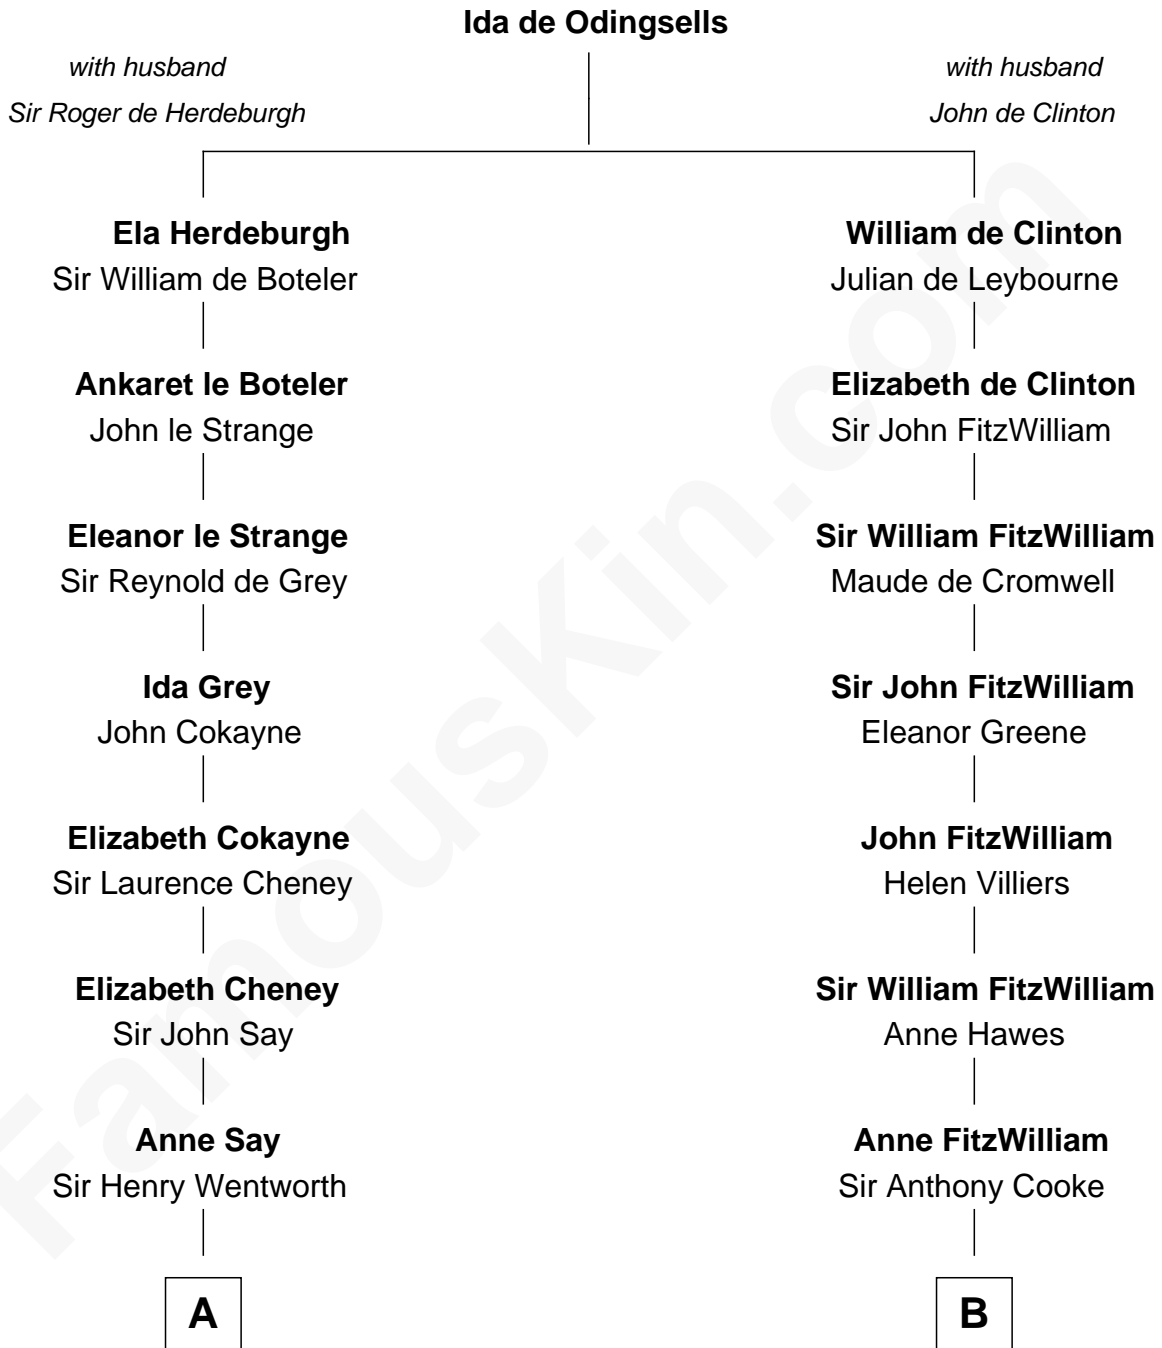 Ida de Odingsells
with husband
Sir Roger de Herdeburgh
with husband
John de Clinton
Ela Herdeburgh
Sir William de Boteler
William de Clinton
Julian de Leybourne
Ankaret le Boteler
John le Strange
Elizabeth de Clinton
Sir John FitzWilliam
Eleanor le Strange
Sir Reynold de Grey
Sir William FitzWilliam
Maude de Cromwell
Ida Grey
John Cokayne
Sir John FitzWilliam
Eleanor Greene
Elizabeth Cokayne
Sir Laurence Cheney
John FitzWilliam
Helen Villiers
Elizabeth Cheney
Sir John Say
Sir William FitzWilliam
Anne Hawes
Anne Say
Sir Henry Wentworth
Anne FitzWilliam
Sir Anthony Cooke
A
B
FamousKin.com